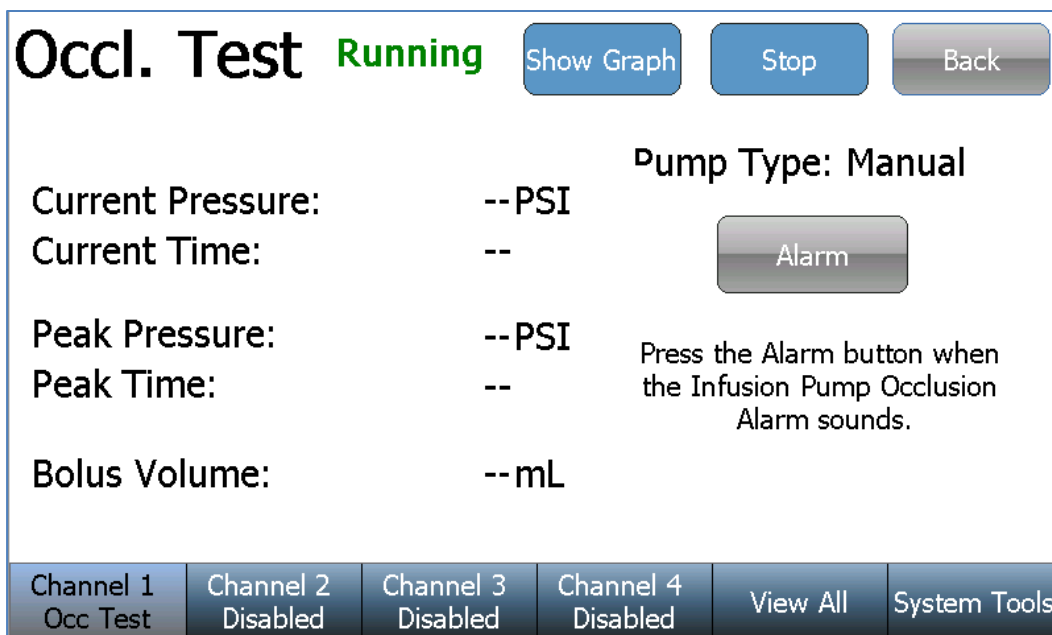 Occl. Test Running Show Graph Stop Back
Pump Type: Manual
Current Pressure: --PSI
Current Time: --
Alarm
Peak Pressure: --PSI
Peak Time: --
Press the Alarm button when
the Infusion Pump Occlusion
Alarm sounds.
Bolus Volume: --mL
Channel 1 Channel 2 Channel 3 Channel 4 View All System Tools
Occ Test Disabled Disabled Disabled